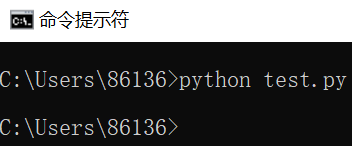 命令提示符
C:\Users\86136>python test.py
C:\Users\86136>